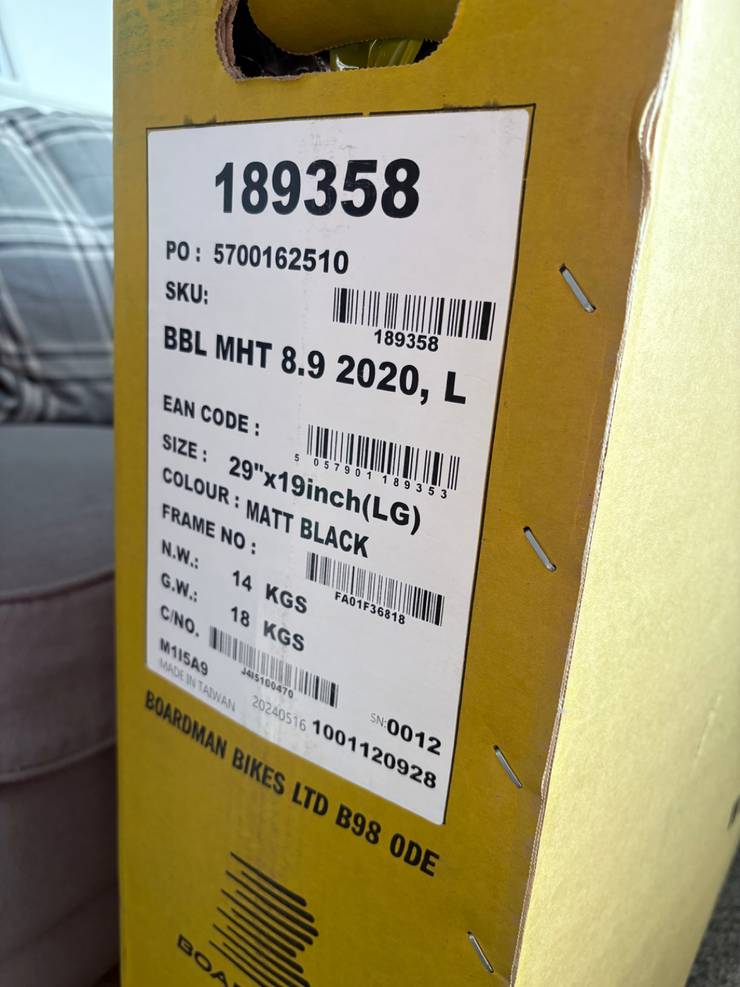 189358
PO : 5700162510
SKU:
189358
BBL MHT 8.9 2020, L
EAN CODE :
5 057901 189353
SIZE : 29"x19inch(LG)
COLOUR : MATT BLACK
FRAME NO :
FA01F36818
N.W.: 14 KGS
G.W.: 18 KGS
C/NO.
J4I5100470
M1I5A9
MADE IN TAIWAN 20240516 1001120928
SN:0012
BOARDMAN BIKES LTD B98 0DE
BOA